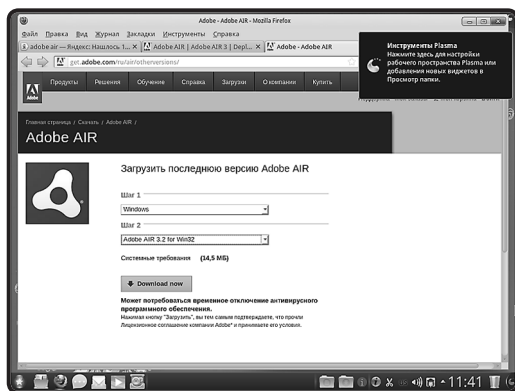 Adobe - Adobe AIR - Mozilla Firefox
Файл Правка Вид Журнал Закладки Инструменты Справка
adobe air — Яндекс: Нашлось 1... Adobe AIR | Adobe AIR 3 | Depl... Adobe - Adobe AIR
get.adobe.com/ru/air/otherversions/
Инструменты Plasma
Нажмите здесь для настройки
рабочего пространства Plasma или
добавления новых виджетов в
Просмотр папки.
Adobe
Продукты Решения Обучение Справка Загрузки О компании Купить
Главная страница / Скачать / Adobe AIR /
Adobe AIR
Загрузить последнюю версию Adobe AIR
Шаг 1
Windows
Шаг 2
Adobe AIR 3.2 for Win32
Системные требования (14,5 МБ)
Download now
Может потребоваться временное отключение антивирусного
программного обеспечения.
Нажимая кнопку "Загрузить", вы тем самым подтверждаете, что прочли
Лицензионное соглашение компании Adobe* и принимаете его условия.
11:41